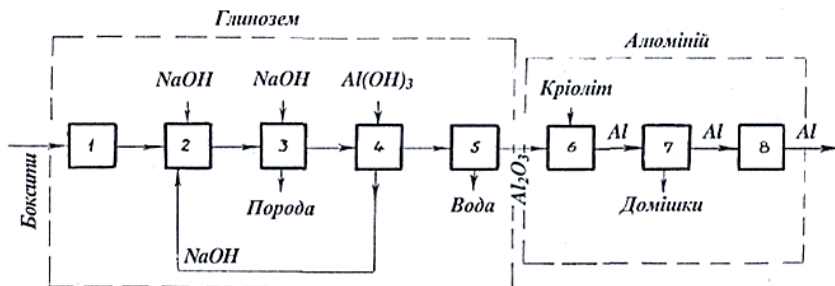 Глинозем
Алюміній
NaOH
NaOH
Al(OH)₃
Кріоліт
Боксити
1
2
3
4
5
Al₂O₃
6
Al
7
Al
8
Al
Порода
Вода
Домішки
NaOH